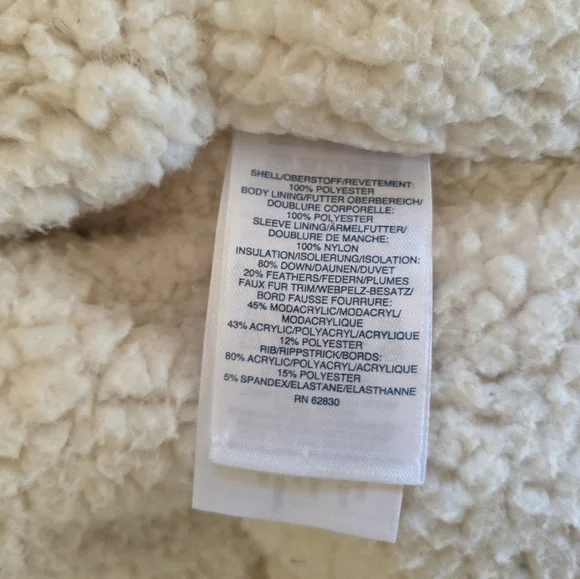 SHELL/OBERSTOFF/REVETEMENT:
100% POLYESTER
BODY LINING/FUTTER OBERBEREICH/
DOUBLURE CORPORELLE:
100% POLYESTER
SLEEVE LINING/ÄRMELFUTTER/
DOUBLURE DE MANCHE:
100% NYLON
INSULATION/ISOLIERUNG/ISOLATION:
80% DOWN/DAUNEN/DUVET
20% FEATHERS/FEDERN/PLUMES
FAUX FUR TRIM/WEBPELZ-BESATZ/
BORD FAUSSE FOURRURE:
45% MODACRYLIC/MODACRYL/
MODACRYLIQUE
43% ACRYLIC/POLYACRYL/ACRYLIQUE
12% POLYESTER
RIB/RIPPSTRICK/BORDS:
80% ACRYLIC/POLYACRYL/ACRYLIQUE
15% POLYESTER
5% SPANDEX/ELASTANE/ELASTHANNE
RN 62830